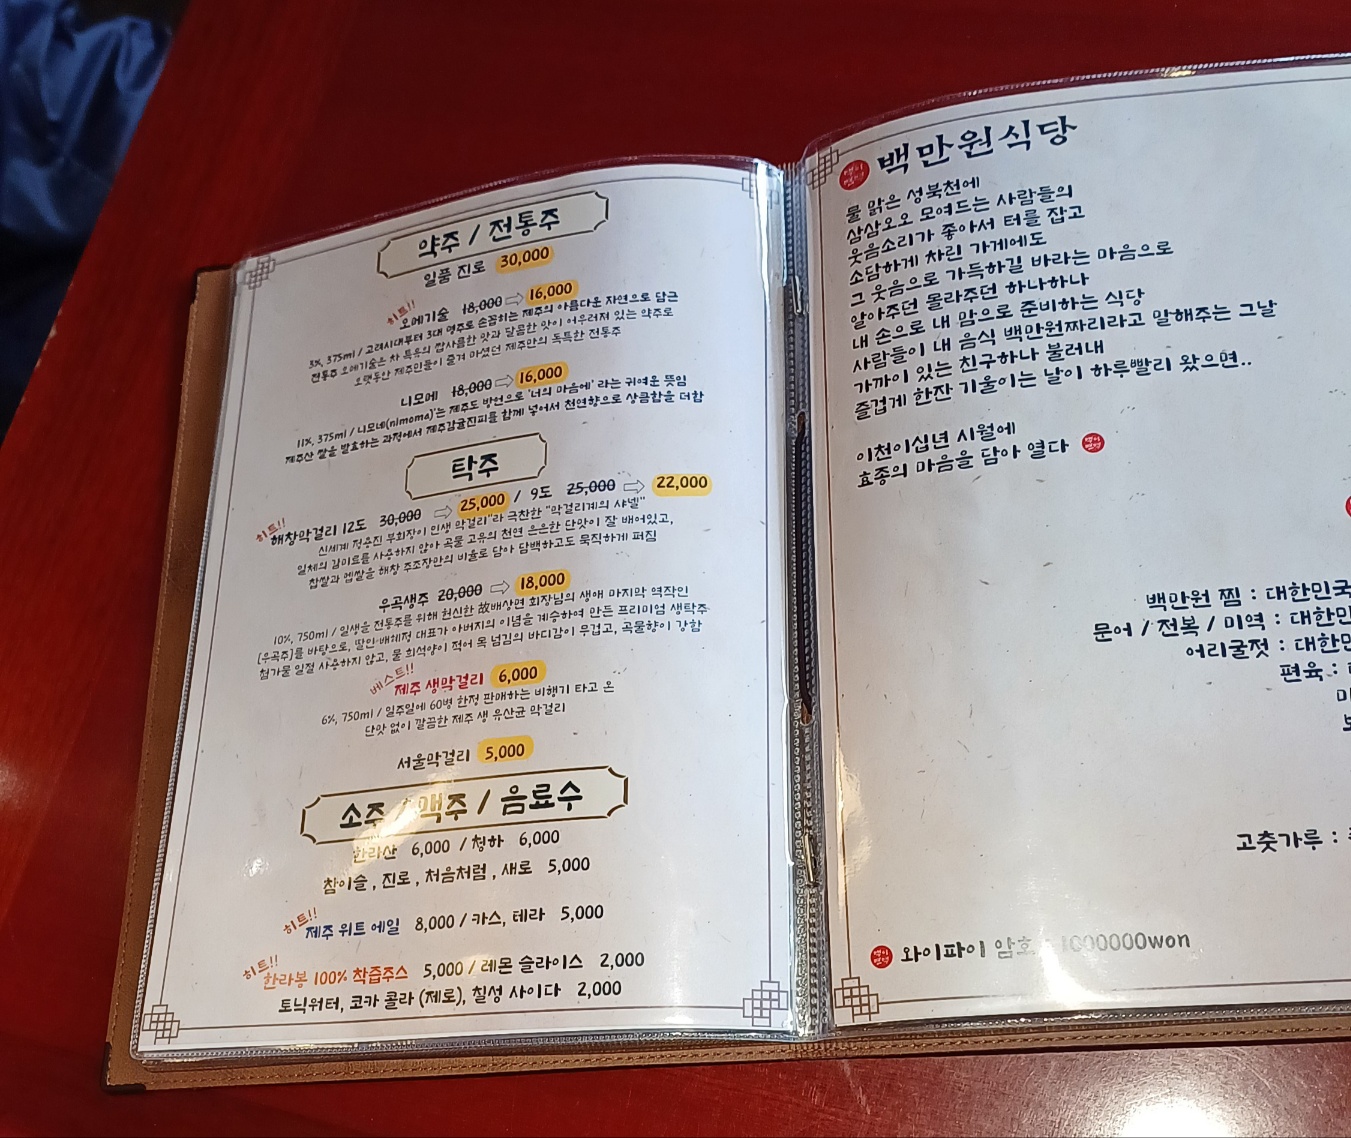 약주 / 전통주
일품 진로 30,000
히트!! 오메기술 18,000 ⇨ 16,000
3%, 375ml / 고려시대부터 3대 명주로 손꼽히는 제주의 아름다운 자연으로 담근
전통주 오메기술은 차 특유의 쌉사름한 맛과 달콤한 맛이 어우러져 있는 약주로
오랫동안 제주민들이 즐겨 마셨던 제주만의 독특한 전통주
니모메 18,000 ⇨ 16,000
11%, 375ml / 니모메(nimome)'는 제주도 방언으로 '너의 마음에' 라는 귀여운 뜻임
제주산 쌀을 발효하는 과정에서 제주감귤진피를 함께 넣어서 천연향으로 상큼함을 더함
탁주
히트!! 해창막걸리 12도 30,000 ⇨ 25,000 / 9도 25,000 ⇨ 22,000
신세계 정용진 부회장이 인생 막걸리"라 극찬한 "막걸리계의 샤넬"
일체의 감미료를 사용하지 않아 곡물 고유의 천연 은은한 단맛이 잘 배어있고,
찹쌀과 멥쌀을 해창 주조장만의 비율로 담아 담백하고도 묵직하게 퍼짐
우곡생주 20,000 ⇨ 18,000
10%, 750ml / 일생을 전통주를 위해 헌신한 故배상면 회장님의 생애 마지막 역작인
[우곡주]를 바탕으로, 딸인 배혜정 대표가 아버지의 이념을 계승하여 만든 프리미엄 생탁주
첨가물 일절 사용하지 않고, 물 희석양이 적어 목 넘김의 바디감이 무겁고, 곡물향이 강함
베스트!! 제주 생막걸리 6,000
6%, 750ml / 일주일에 60병 한정 판매하는 비행기 타고 온
단맛 없이 깔끔한 제주 생 유산균 막걸리
서울막걸리 5,000
소주 / 맥주 / 음료수
한라산 6,000 / 청하 6,000
참이슬, 진로, 처음처럼, 새로 5,000
히트!! 제주 위트 에일 8,000 / 카스, 테라 5,000
히트!! 한라봉 100% 착즙주스 5,000 / 레몬 슬라이스 2,000
토닉워터, 코카 콜라 (제로), 칠성 사이다 2,000
백만원식당
물 맑은 성북천에
삼삼오오 모여드는 사람들의
웃음소리가 좋아서 터를 잡고
소담하게 차린 가게에도
그 웃음으로 가득하길 바라는 마음으로
알아주던 몰라주던 하나하나
내 손으로 내 맘으로 준비하는 식당
사람들이 내 음식 백만원짜리라고 말해주는 그날
가까이 있는 친구하나 불러내
즐겁게 한잔 기울이는 날이 하루빨리 왔으면..
이천이십년 시월에
효종의 마음을 담아 열다
백만원 찜 : 대한민국
문어 / 전복 / 미역 : 대한민
어리굴젓 : 대한민
편육 :
고춧가루 :
와이파이 암호 1000000won